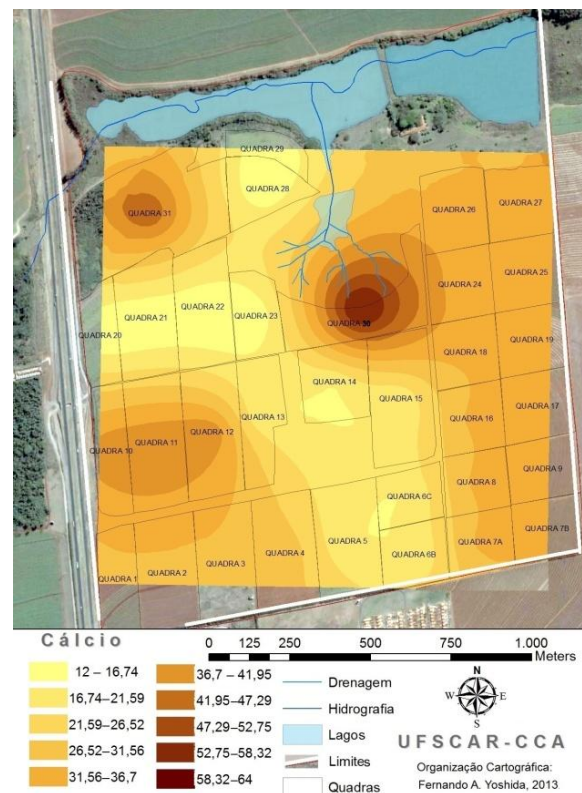 QUADRA 29
QUADRA 28
QUADRA 31
QUADRA 26
QUADRA 27
QUADRA 25
QUADRA 24
QUADRA 22
QUADRA 21
QUADRA 23
QUADRA 20
QUADRA 30
QUADRA 19
QUADRA 18
QUADRA 14
QUADRA 15
QUADRA 13
QUADRA 17
QUADRA 16
QUADRA 12
QUADRA 11
QUADRA 10
QUADRA 9
QUADRA 8
QUADRA 6C
QUADRA 7B
QUADRA 7A
QUADRA 5
QUADRA 6B
QUADRA 4
QUADRA 3
QUADRA 2
QUADRA 1
Cálcio
12 – 16,74
16,74–21,59
21,59–26,52
26,52–31,56
31,56–36,7
36,7 – 41,95
41,95–47,29
47,29–52,75
52,75–58,32
58,32–64
0 125 250 500 750 1.000
Meters
Drenagem
Hidrografia
Lagos
Limites
Quadras
N
W E
S
UFSCAR-CCA
Organização Cartográfica:
Fernando A. Yoshida, 2013